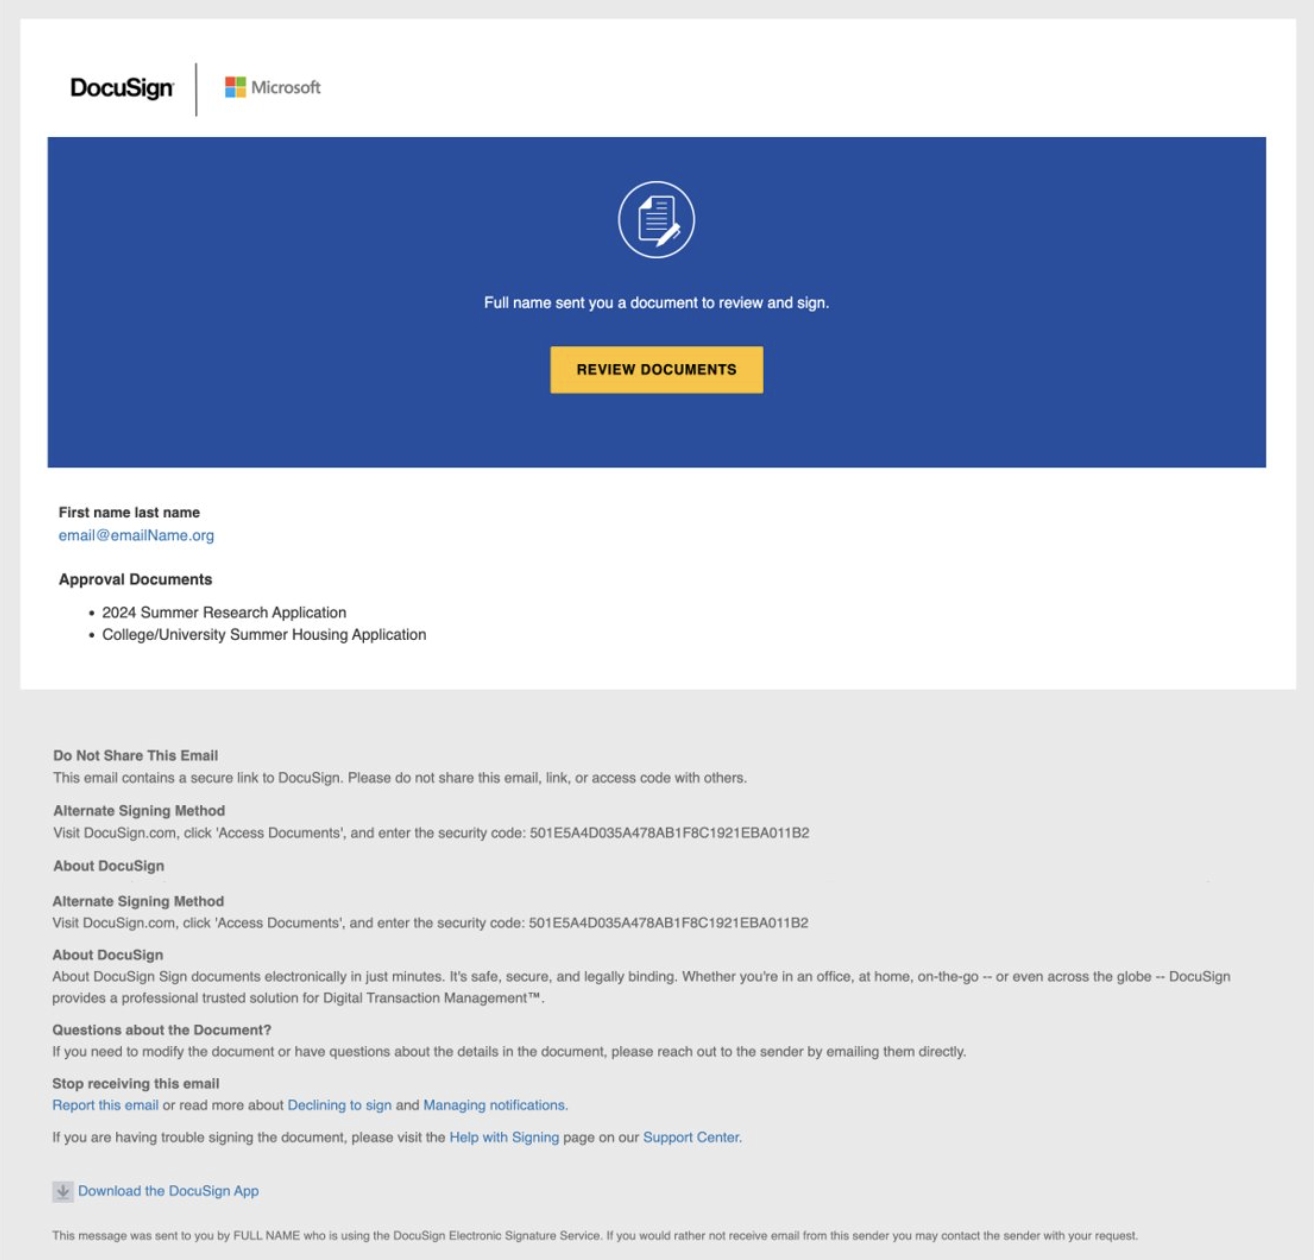 DocuSign
Microsoft
Full name sent you a document to review and sign.
REVIEW DOCUMENTS
First name last name
email@emailName.org
Approval Documents
• 2024 Summer Research Application
• College/University Summer Housing Application
Do Not Share This Email
This email contains a secure link to DocuSign. Please do not share this email, link, or access code with others.
Alternate Signing Method
Visit DocuSign.com, click 'Access Documents', and enter the security code: 501E5A4D035A478AB1F8C1921EBA011B2
About DocuSign
Alternate Signing Method
Visit DocuSign.com, click 'Access Documents', and enter the security code: 501E5A4D035A478AB1F8C1921EBA011B2
About DocuSign
About DocuSign Sign documents electronically in just minutes. It's safe, secure, and legally binding. Whether you're in an office, at home, on-the-go -- or even across the globe -- DocuSign
provides a professional trusted solution for Digital Transaction Management™.
Questions about the Document?
If you need to modify the document or have questions about the details in the document, please reach out to the sender by emailing them directly.
Stop receiving this email
Report this email or read more about Declining to sign and Managing notifications.
If you are having trouble signing the document, please visit the Help with Signing page on our Support Center.
Download the DocuSign App
This message was sent to you by FULL NAME who is using the DocuSign Electronic Signature Service. If you would rather not receive email from this sender you may contact the sender with your request.